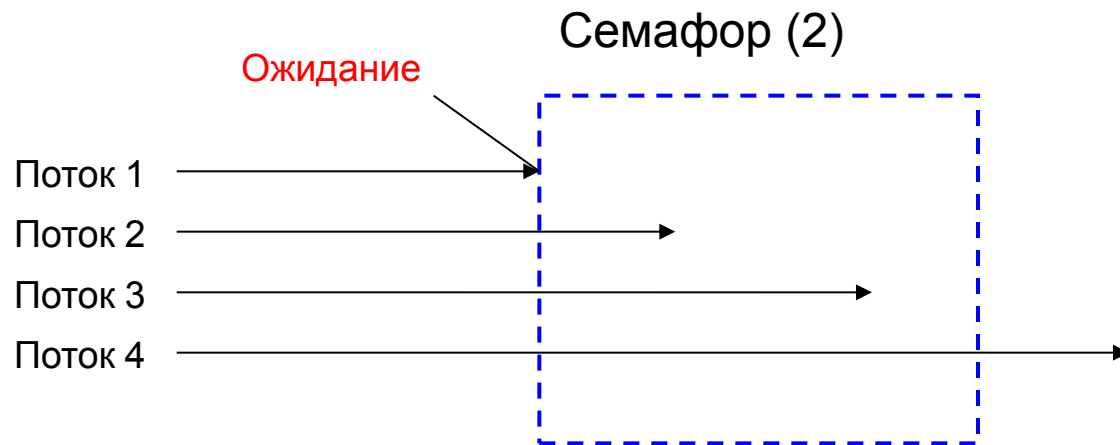 Семафор (2)
Ожидание
Поток 1
Поток 2
Поток 3
Поток 4